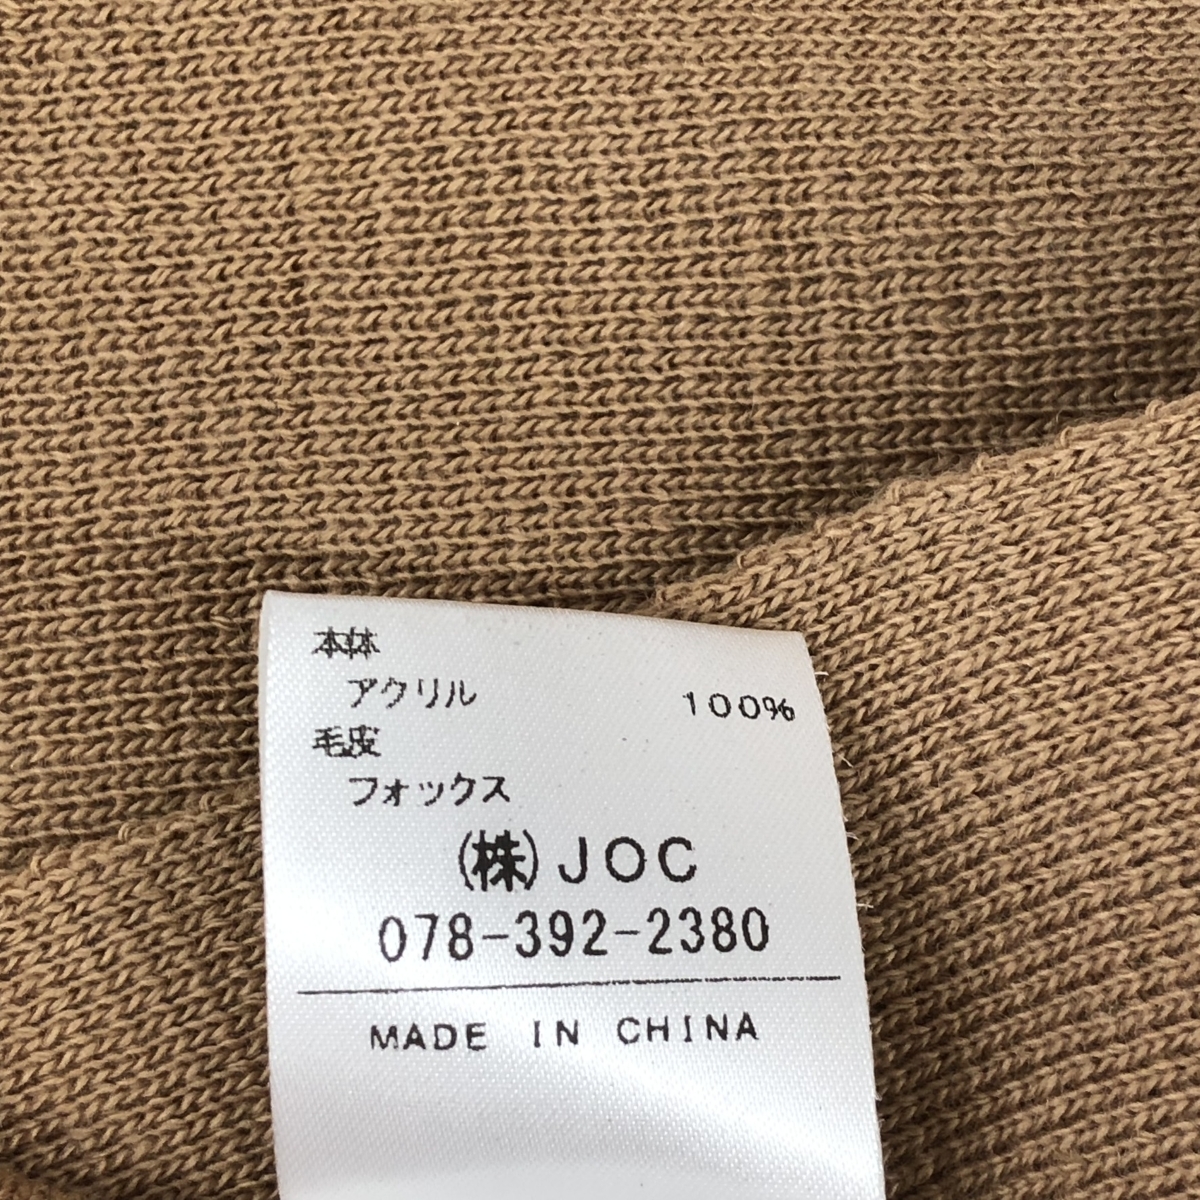 本体
アクリル 100%
毛皮
フォックス
(株)JOC
078-392-2380
MADE IN CHINA